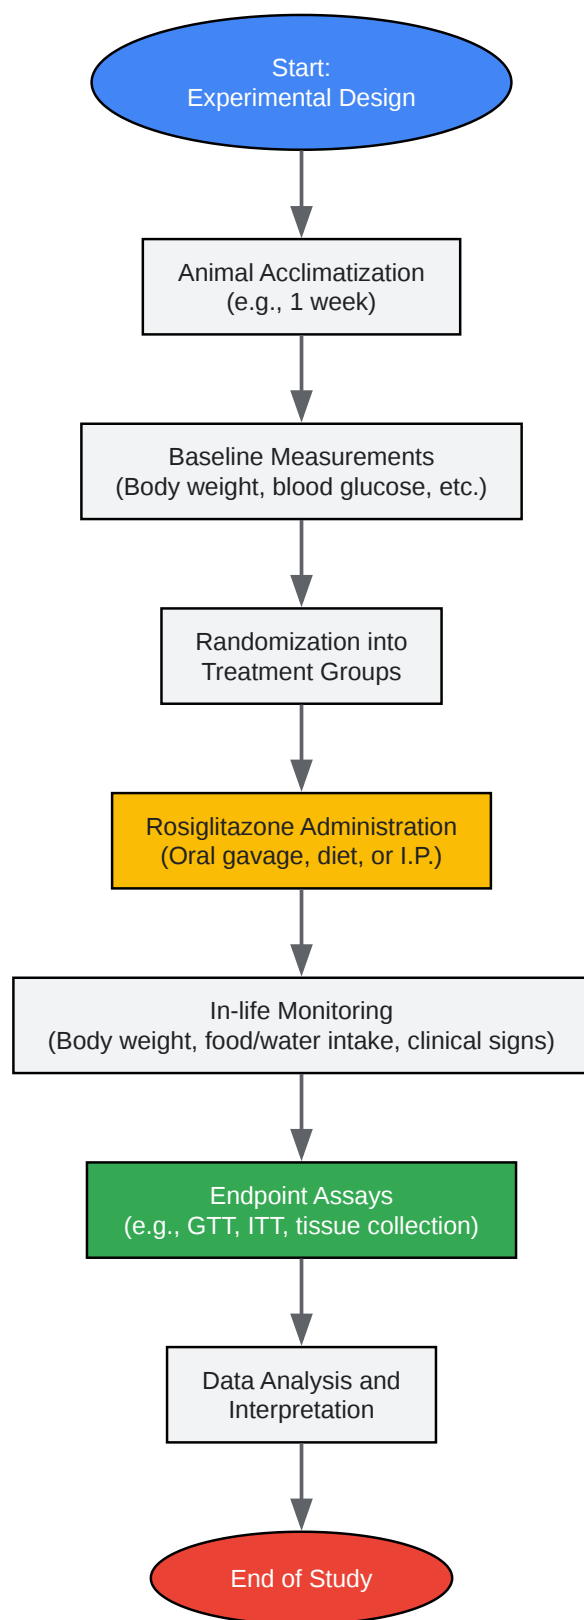 Start:
Experimental Design
Animal Acclimatization
(e.g., 1 week)
Baseline Measurements
(Body weight, blood glucose, etc.)
Randomization into
Treatment Groups
Rosiglitazone Administration
(Oral gavage, diet, or I.P.)
In-life Monitoring
(Body weight, food/water intake, clinical signs)
Endpoint Assays
(e.g., GTT, ITT, tissue collection)
Data Analysis and
Interpretation
End of Study